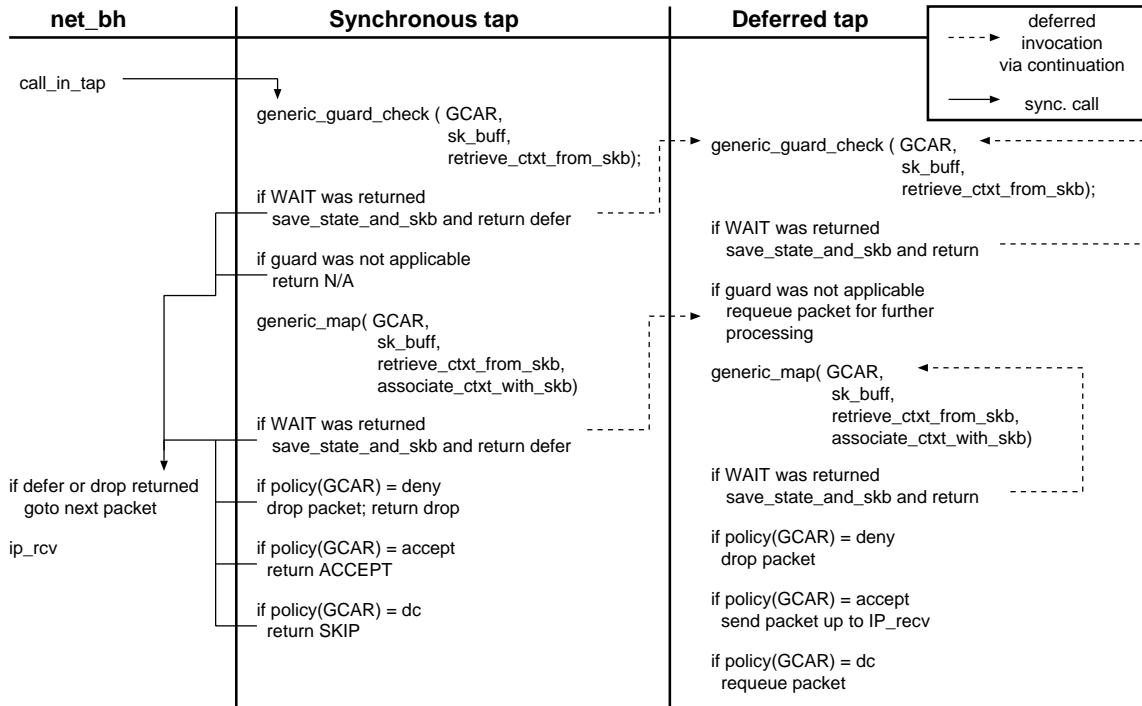 net_bh
Synchronous tap
Deferred tap
deferred
invocation
via continuation
sync. call
call_in_tap
if defer or drop returned
goto next packet
ip_rcv
generic_guard_check ( GCAR,
sk_buff,
retrieve_ctxt_from_skb);
if WAIT was returned
save_state_and_skb and return defer
if guard was not applicable
return N/A
generic_map( GCAR,
sk_buff,
retrieve_ctxt_from_skb,
associate_ctxt_with_skb)
if WAIT was returned
save_state_and_skb and return defer
if policy(GCAR) = deny
drop packet; return drop
if policy(GCAR) = accept
return ACCEPT
if policy(GCAR) = dc
return SKIP
generic_guard_check ( GCAR,
sk_buff,
retrieve_ctxt_from_skb);
if WAIT was returned
save_state_and_skb and return
if guard was not applicable
requeue packet for further
processing
generic_map( GCAR,
sk_buff,
retrieve_ctxt_from_skb,
associate_ctxt_with_skb)
if WAIT was returned
save_state_and_skb and return
if policy(GCAR) = deny
drop packet
if policy(GCAR) = accept
send packet up to IP_recv
if policy(GCAR) = dc
requeue packet